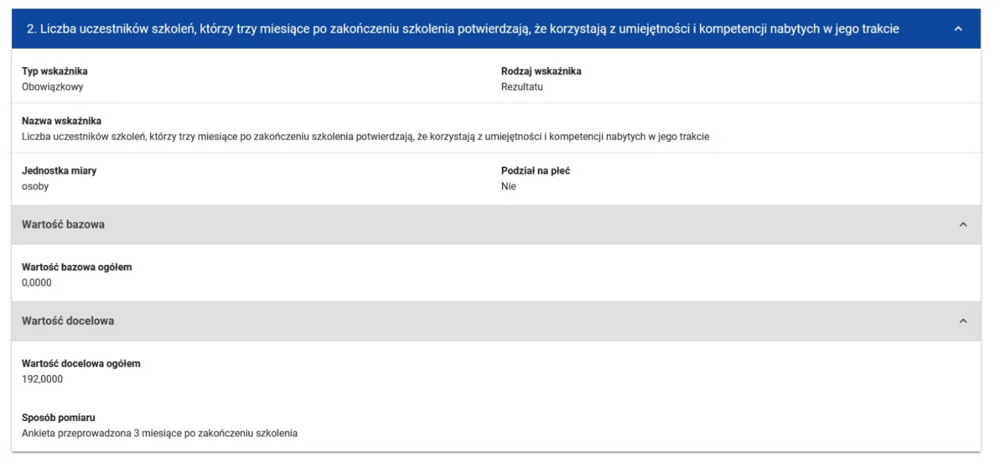 2. Liczba uczestników szkoleń, którzy trzy miesiące po zakończeniu szkolenia potwierdzają, że korzystają z umiejętności i kompetencji nabytych w jego trakcie
Typ wskaźnika
Obowiązkowy
Rodzaj wskaźnika
Rezultatu
Nazwa wskaźnika
Liczba uczestników szkoleń, którzy trzy miesiące po zakończeniu szkolenia potwierdzają, że korzystają z umiejętności i kompetencji nabytych w jego trakcie
Jednostka miary
osoby
Podział na płeć
Nie
Wartość bazowa
Wartość bazowa ogółem
0,0000
Wartość docelowa
Wartość docelowa ogółem
192,0000
Sposób pomiaru
Ankieta przeprowadzona 3 miesiące po zakończeniu szkolenia